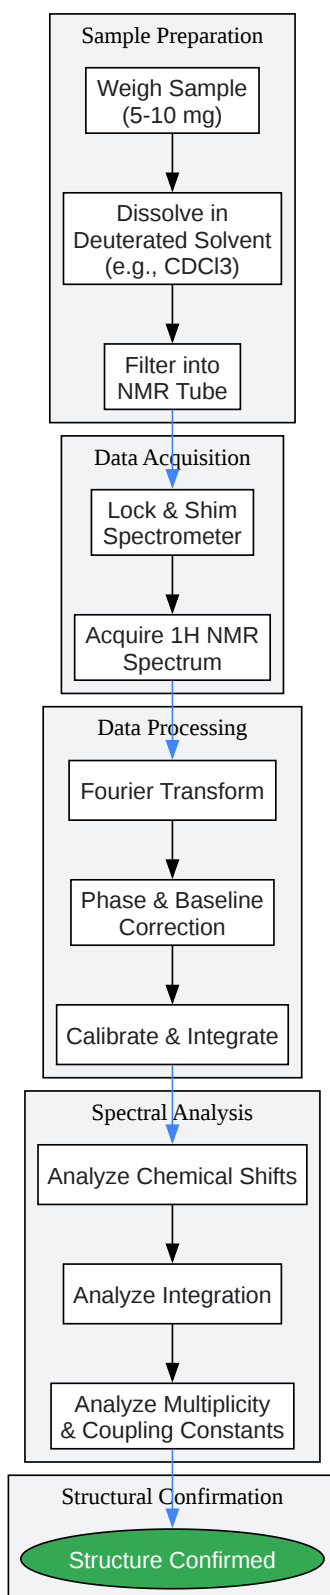 Sample Preparation
Weigh Sample
(5-10 mg)
Dissolve in
Deuterated Solvent
(e.g., CDCl3)
Filter into
NMR Tube
Data Acquisition
Lock & Shim
Spectrometer
Acquire 1H NMR
Spectrum
Data Processing
Fourier Transform
Phase & Baseline
Correction
Calibrate & Integrate
Spectral Analysis
Analyze Chemical Shifts
Analyze Integration
Analyze Multiplicity
& Coupling Constants
Structural Confirmation
Structure Confirmed